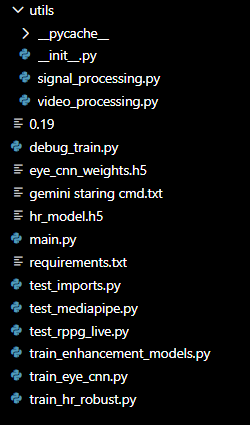 utils
__pycache__
__init__.py
signal_processing.py
video_processing.py
0.19
debug_train.py
eye_cnn_weights.h5
gemini staring cmd.txt
hr_model.h5
main.py
requirements.txt
test_imports.py
test_mediapipe.py
test_rppg_live.py
train_enhancement_models.py
train_eye_cnn.py
train_hr_robust.py